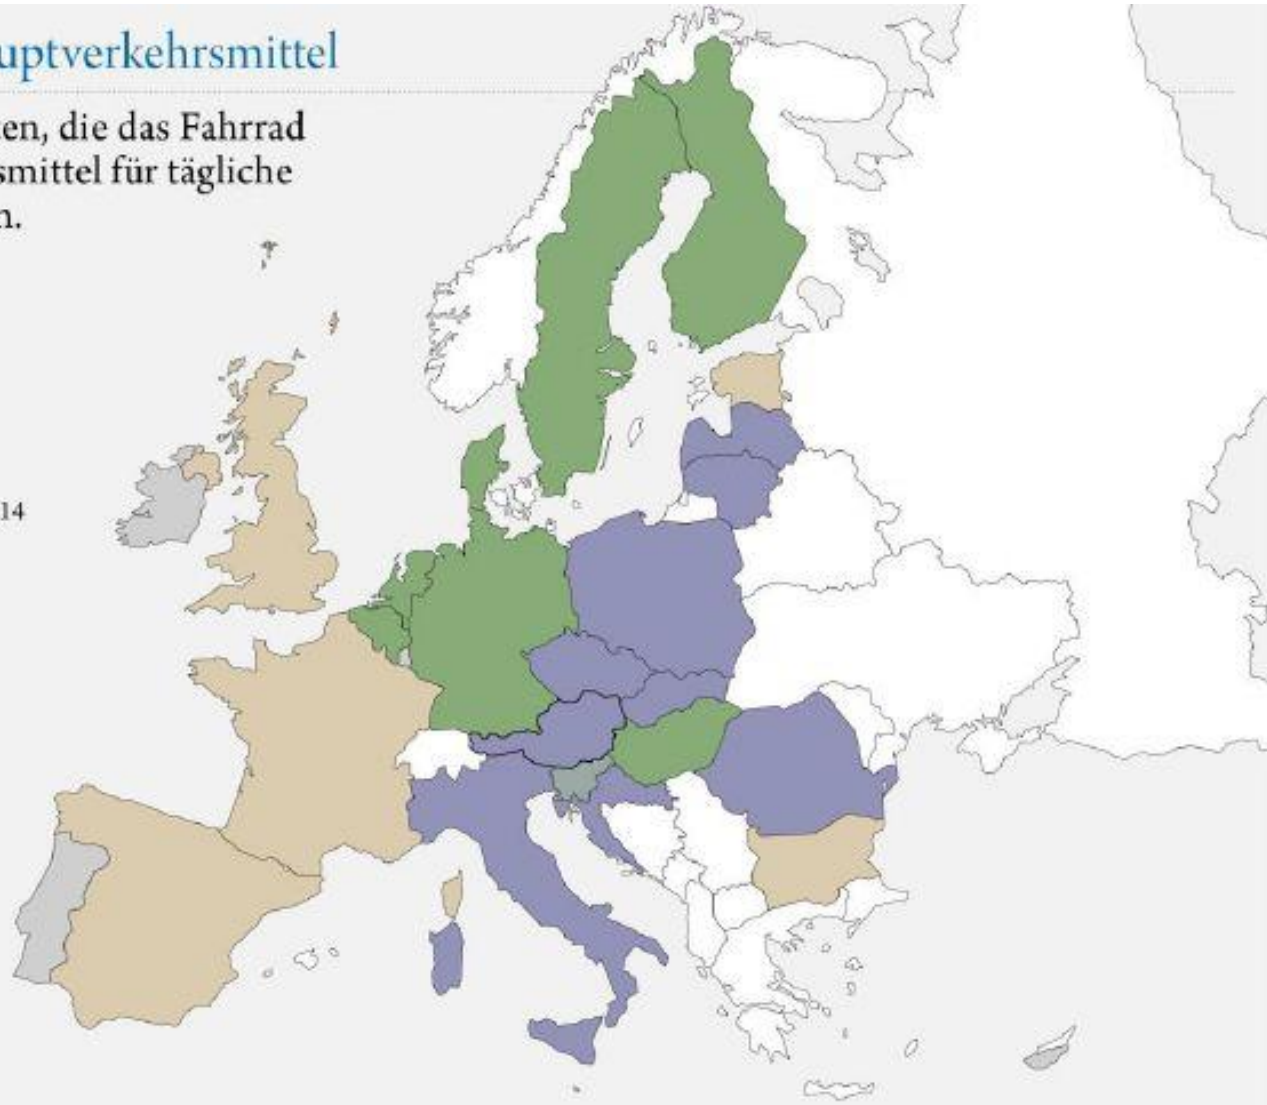 uptverkehrsmittel
en, die das Fahrrad
smittel für tägliche
n.
14